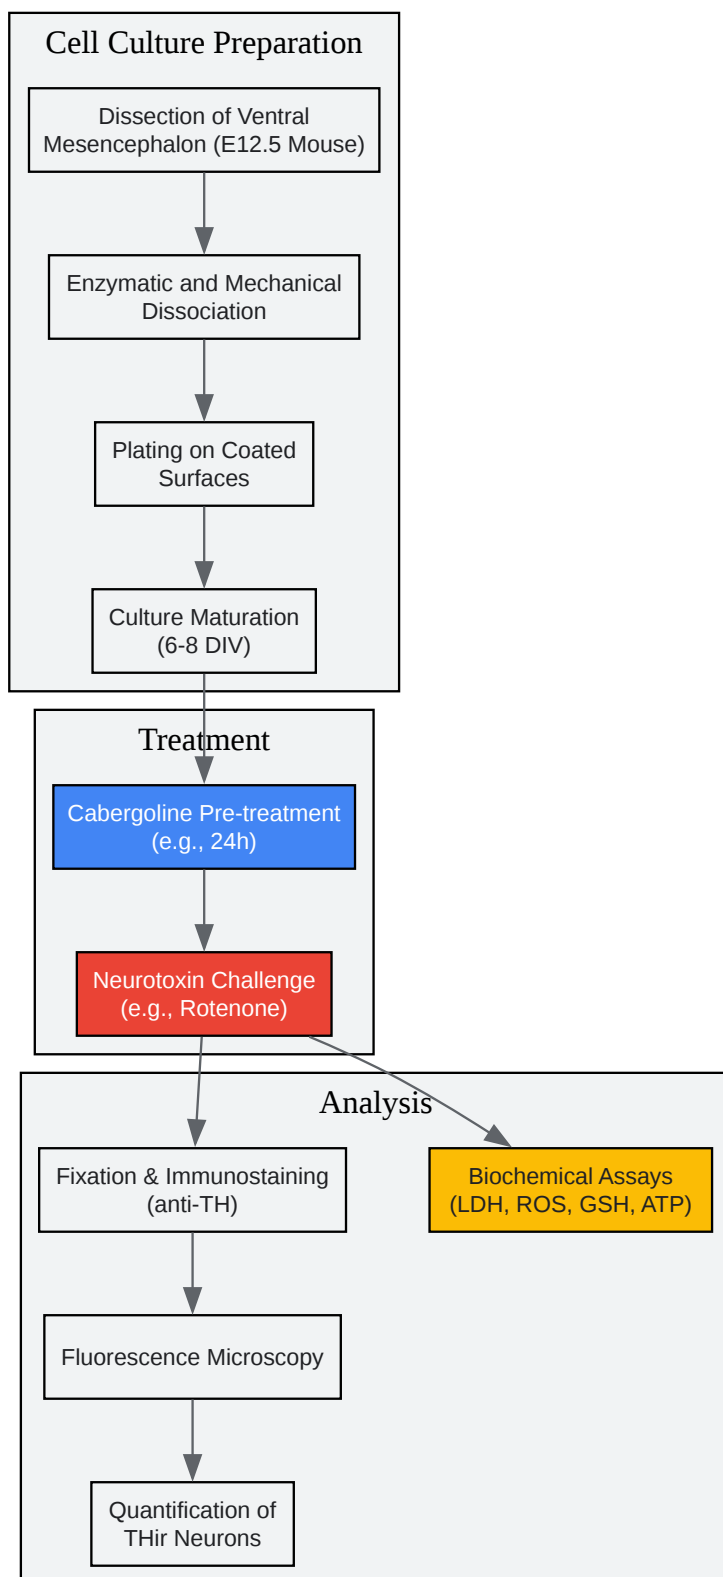 Cell Culture Preparation
Dissection of Ventral
Mesencephalon (E12.5 Mouse)
Enzymatic and Mechanical
Dissociation
Plating on Coated
Surfaces
Culture Maturation
(6-8 DIV)
Treatment
Cabergoline Pre-treatment
(e.g., 24h)
Neurotoxin Challenge
(e.g., Rotenone)
Analysis
Fixation & Immunostaining
(anti-TH)
Biochemical Assays
(LDH, ROS, GSH, ATP)
Fluorescence Microscopy
Quantification of
THir Neurons